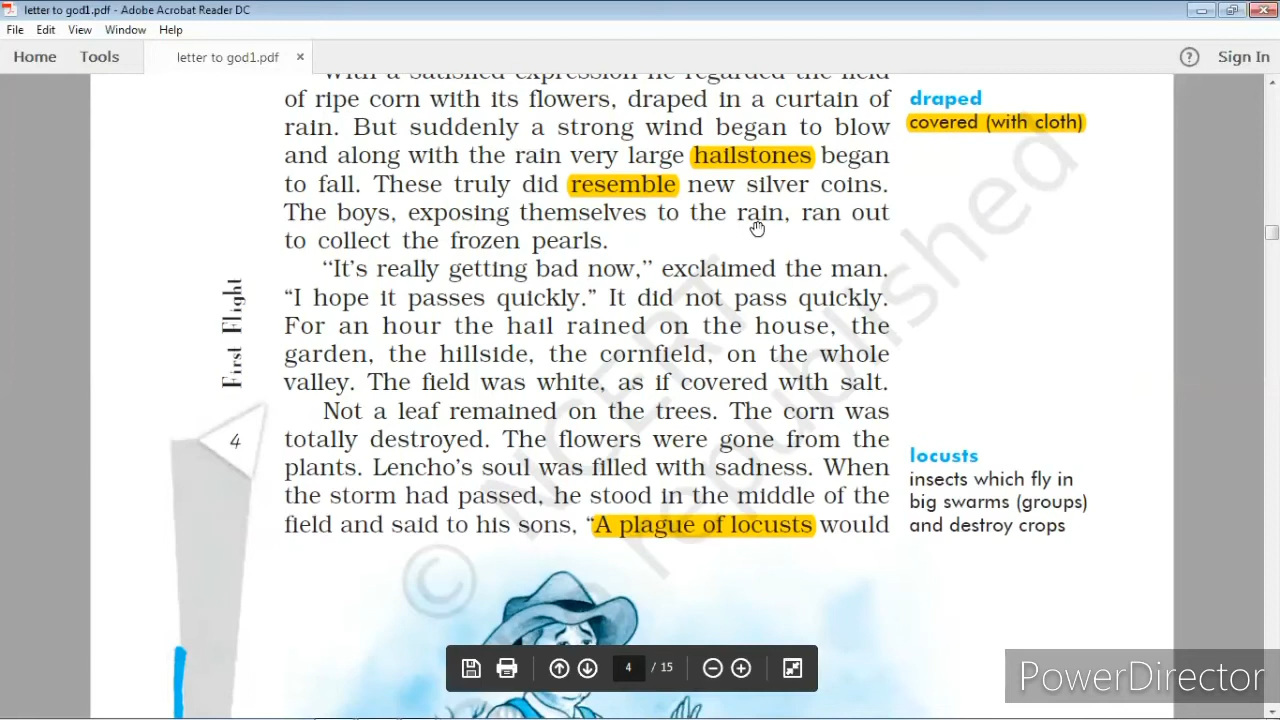 letter to god1.pdf - Adobe Acrobat Reader DC
File Edit View Window Help
Home Tools letter to god1.pdf × ? Sign In
With a satisfied expression he regarded the field
of ripe corn with its flowers, draped in a curtain of
rain. But suddenly a strong wind began to blow
and along with the rain very large hailstones began
to fall. These truly did resemble new silver coins.
The boys, exposing themselves to the rain, ran out
to collect the frozen pearls.
“It’s really getting bad now,” exclaimed the man.
“I hope it passes quickly.” It did not pass quickly.
For an hour the hail rained on the house, the
garden, the hillside, the cornfield, on the whole
valley. The field was white, as if covered with salt.
Not a leaf remained on the trees. The corn was
totally destroyed. The flowers were gone from the
plants. Lencho’s soul was filled with sadness. When
the storm had passed, he stood in the middle of the
field and said to his sons, “A plague of locusts would
draped
covered (with cloth)
locusts
insects which fly in
big swarms (groups)
and destroy crops
First Flight
4
© NCERT
republished
4 / 15
PowerDirector